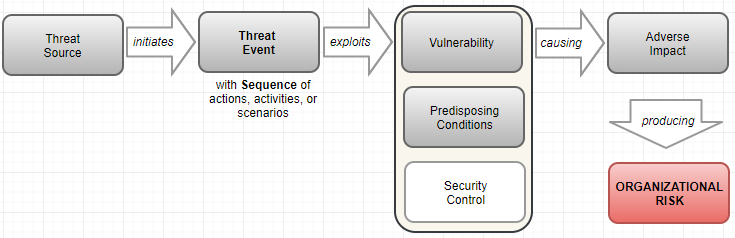 Threat
Source
initiates
Threat
Event
with Sequence of
actions, activities, or
scenarios
exploits
Vulnerability
Predisposing
Conditions
Security
Control
causing
Adverse
Impact
producing
ORGANIZATIONAL
RISK